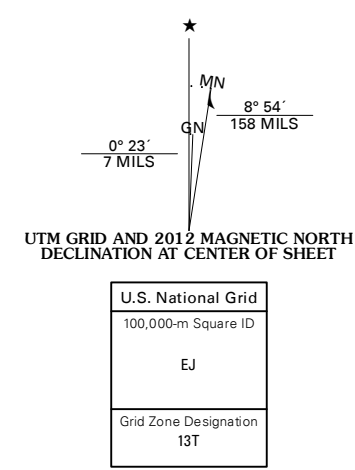 ★
MN
8° 54´
158 MILS
GN
0° 23´
7 MILS
UTM GRID AND 2012 MAGNETIC NORTH
DECLINATION AT CENTER OF SHEET
U.S. National Grid
100,000-m Square ID
EJ
Grid Zone Designation
13T